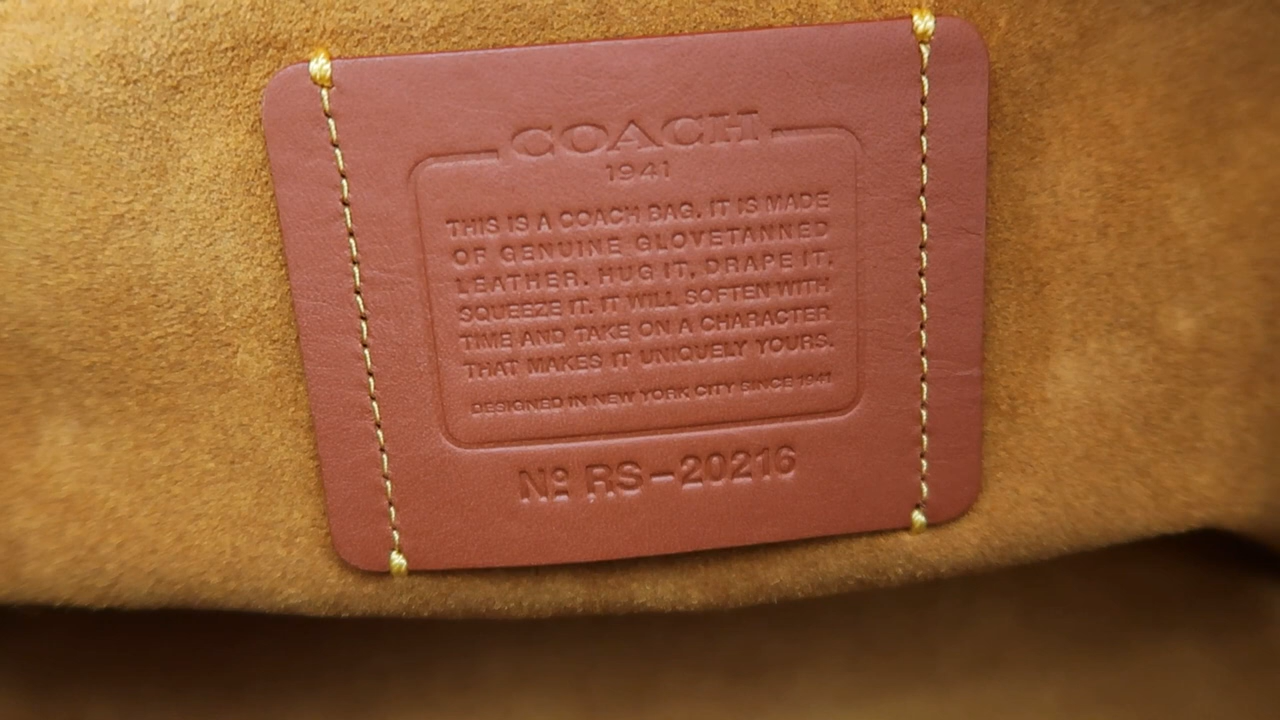 COACH
1941
THIS IS A COACH BAG. IT IS MADE
OF GENUINE GLOVETANNED
LEATHER. HUG IT, DRAPE IT,
SQUEEZE IT. IT WILL SOFTEN WITH
TIME AND TAKE ON A CHARACTER
THAT MAKES IT UNIQUELY YOURS.
DESIGNED IN NEW YORK CITY SINCE 1941
Nº RS-20216